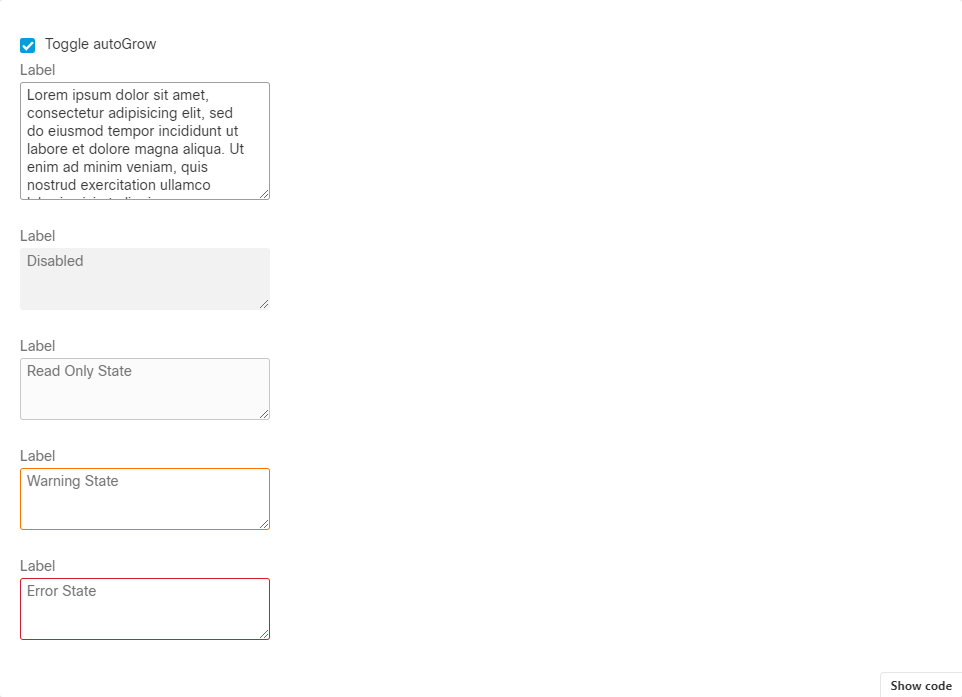 Toggle autoGrow
Label
Lorem ipsum dolor sit amet,
consectetur adipisicing elit, sed
do eiusmod tempor incididunt ut
labore et dolore magna aliqua. Ut
enim ad minim veniam, quis
nostrud exercitation ullamco
Label
Disabled
Label
Read Only State
Label
Warning State
Label
Error State
Show code